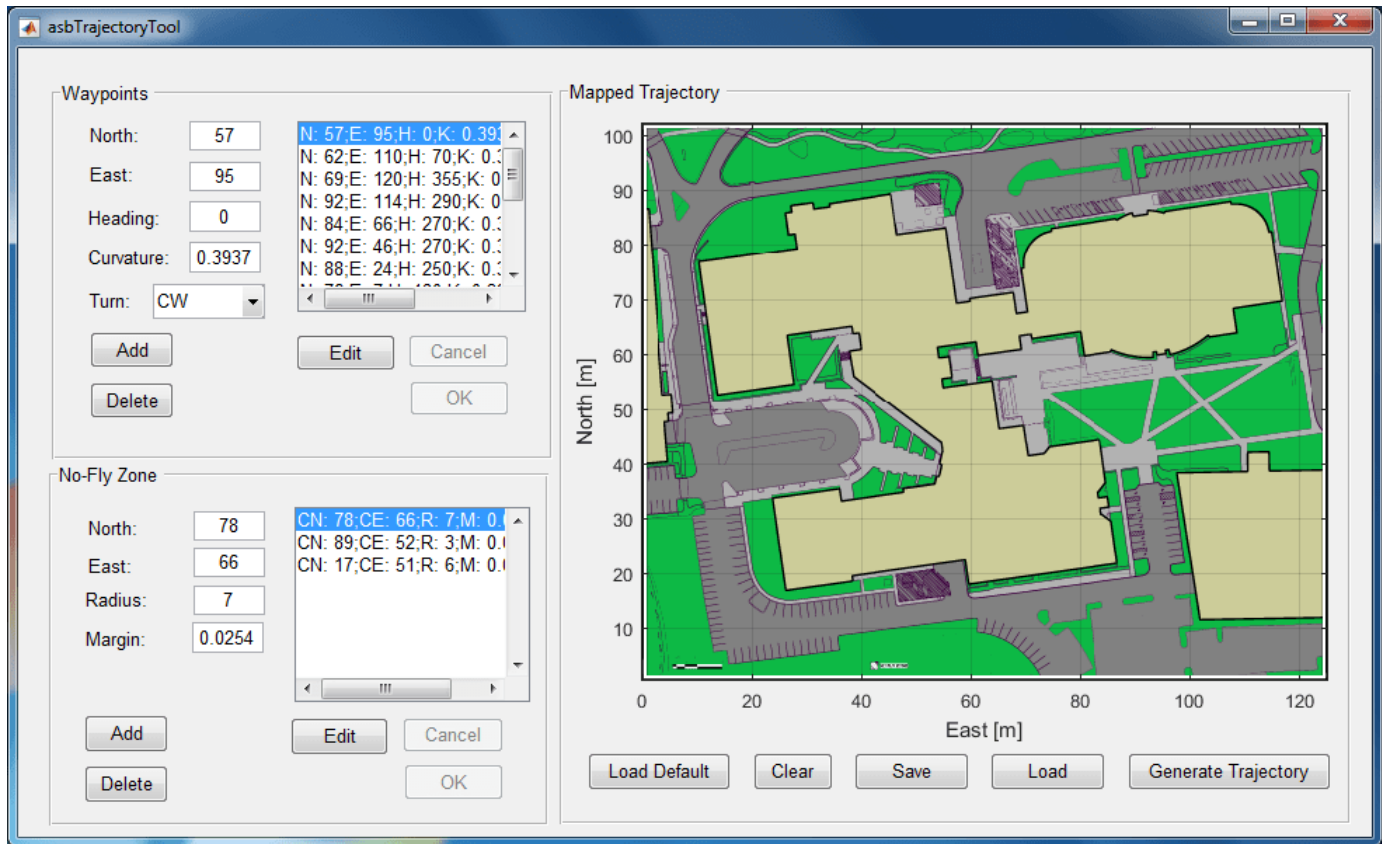 asbTrajectoryTool
Waypoints
North: 57
East: 95
Heading: 0
Curvature: 0.3937
Turn: CW
Add
Delete
N: 57;E: 95;H: 0;K: 0.393
N: 62;E: 110;H: 70;K: 0.3
N: 69;E: 120;H: 355;K: 0
N: 92;E: 114;H: 290;K: 0
N: 84;E: 66;H: 270;K: 0.3
N: 92;E: 46;H: 270;K: 0.3
N: 88;E: 24;H: 250;K: 0.3
Edit
Cancel
OK
No-Fly Zone
North: 78
East: 66
Radius: 7
Margin: 0.0254
Add
Delete
CN: 78;CE: 66;R: 7;M: 0.0
CN: 89;CE: 52;R: 3;M: 0.0
CN: 17;CE: 51;R: 6;M: 0.0
Edit
Cancel
OK
Mapped Trajectory
100
90
80
70
60
50
40
30
20
10
North [m]
0 20 40 60 80 100 120
East [m]
Load Default Clear Save Load Generate Trajectory